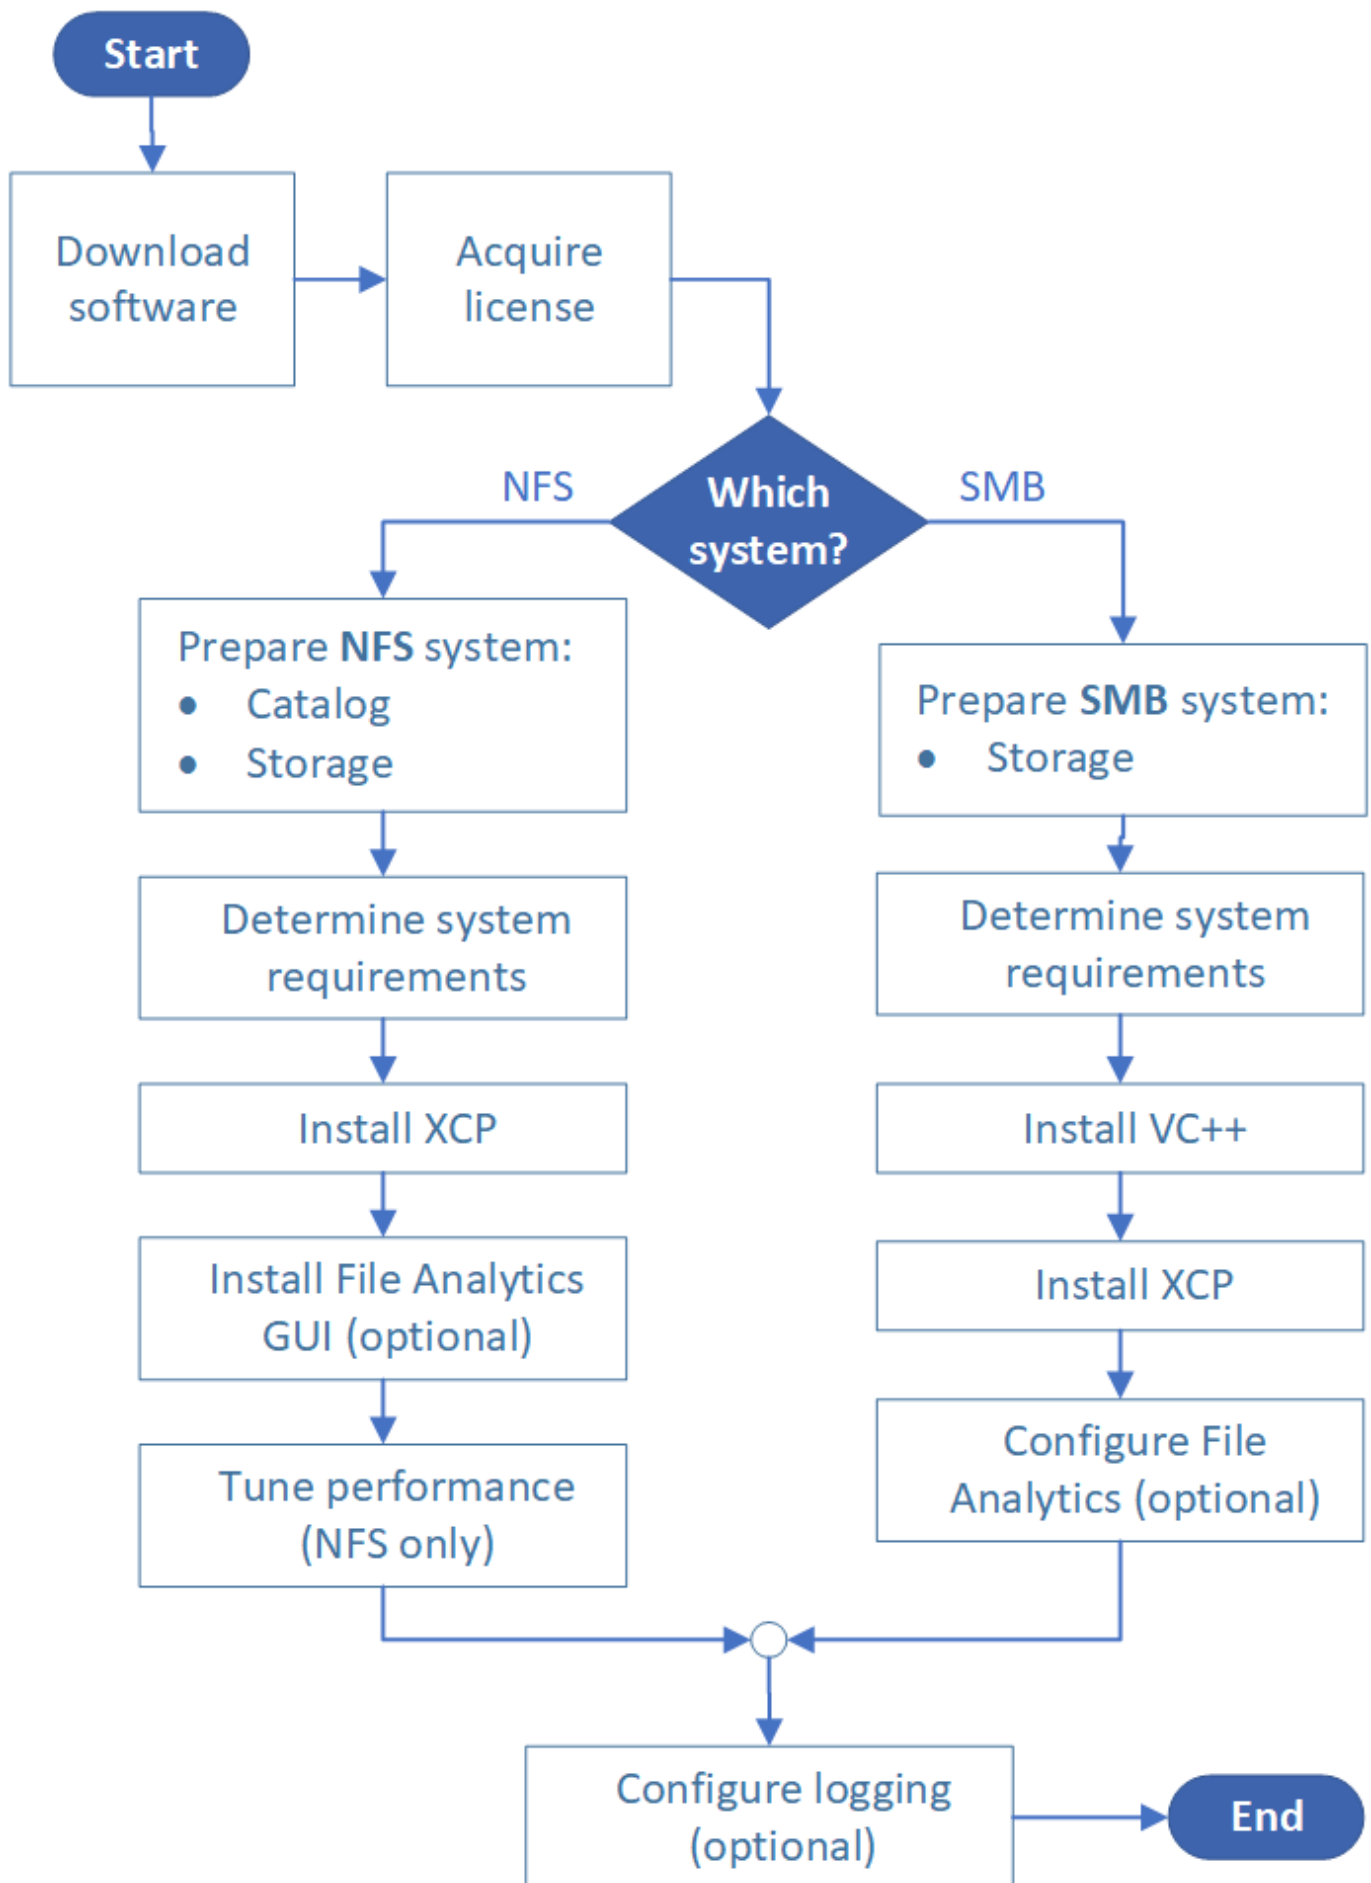 Start
Download
software
Acquire
license
Which
system?
NFS
SMB
Prepare NFS system:
• Catalog
• Storage
Determine system
requirements
Install XCP
Install File Analytics
GUI (optional)
Tune performance
(NFS only)
Prepare SMB system:
• Storage
Determine system
requirements
Install VC++
Install XCP
Configure File
Analytics (optional)
Configure logging
(optional)
End